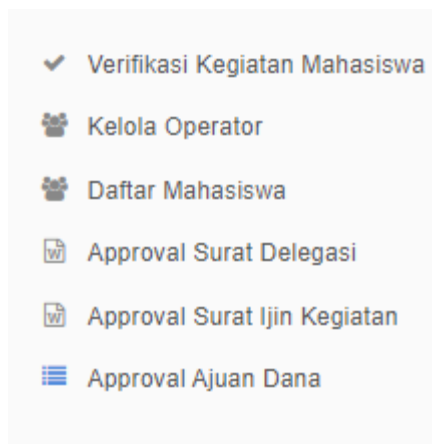 Verifikasi Kegiatan Mahasiswa
Kelola Operator
Daftar Mahasiswa
Approval Surat Delegasi
Approval Surat Ijin Kegiatan
Approval Ajuan Dana